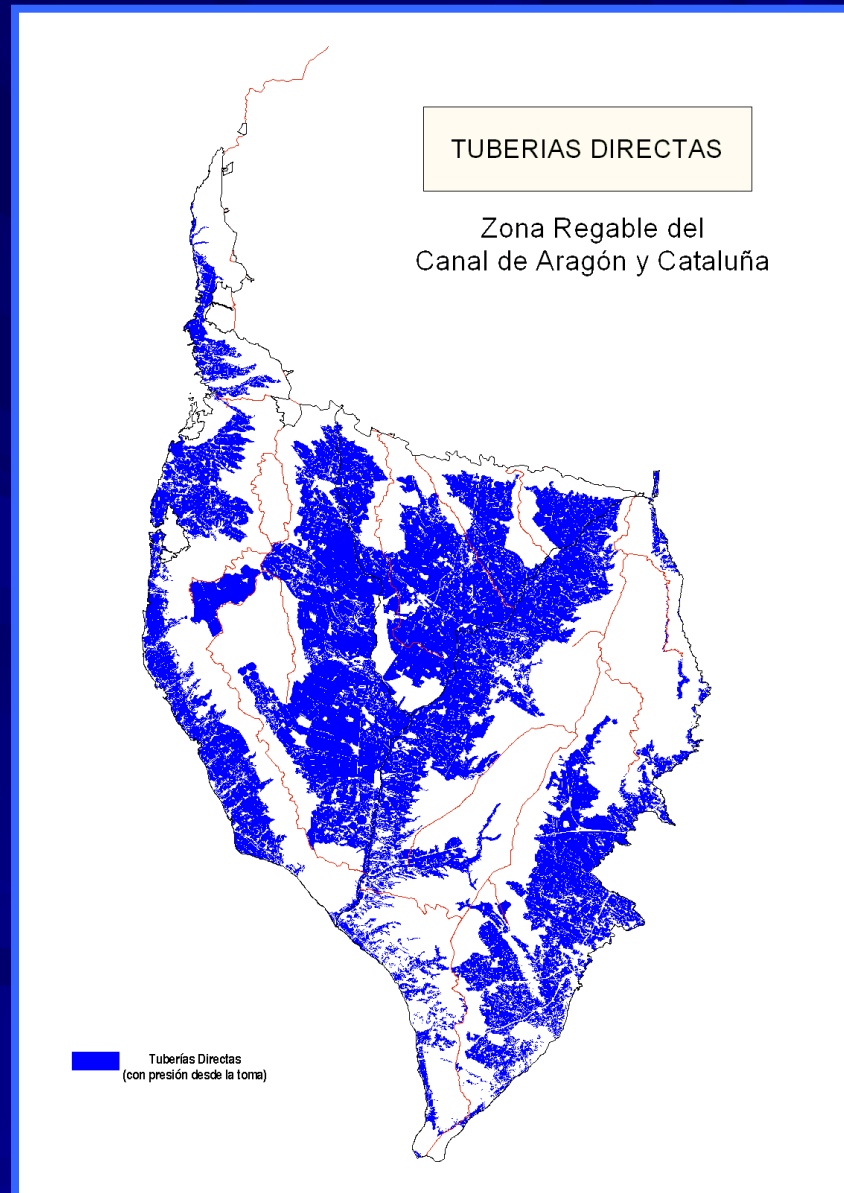 TUBERIAS DIRECTAS
Zona Regable del
Canal de Aragón y Cataluña
Tuberías Directas
(con presión desde la toma)